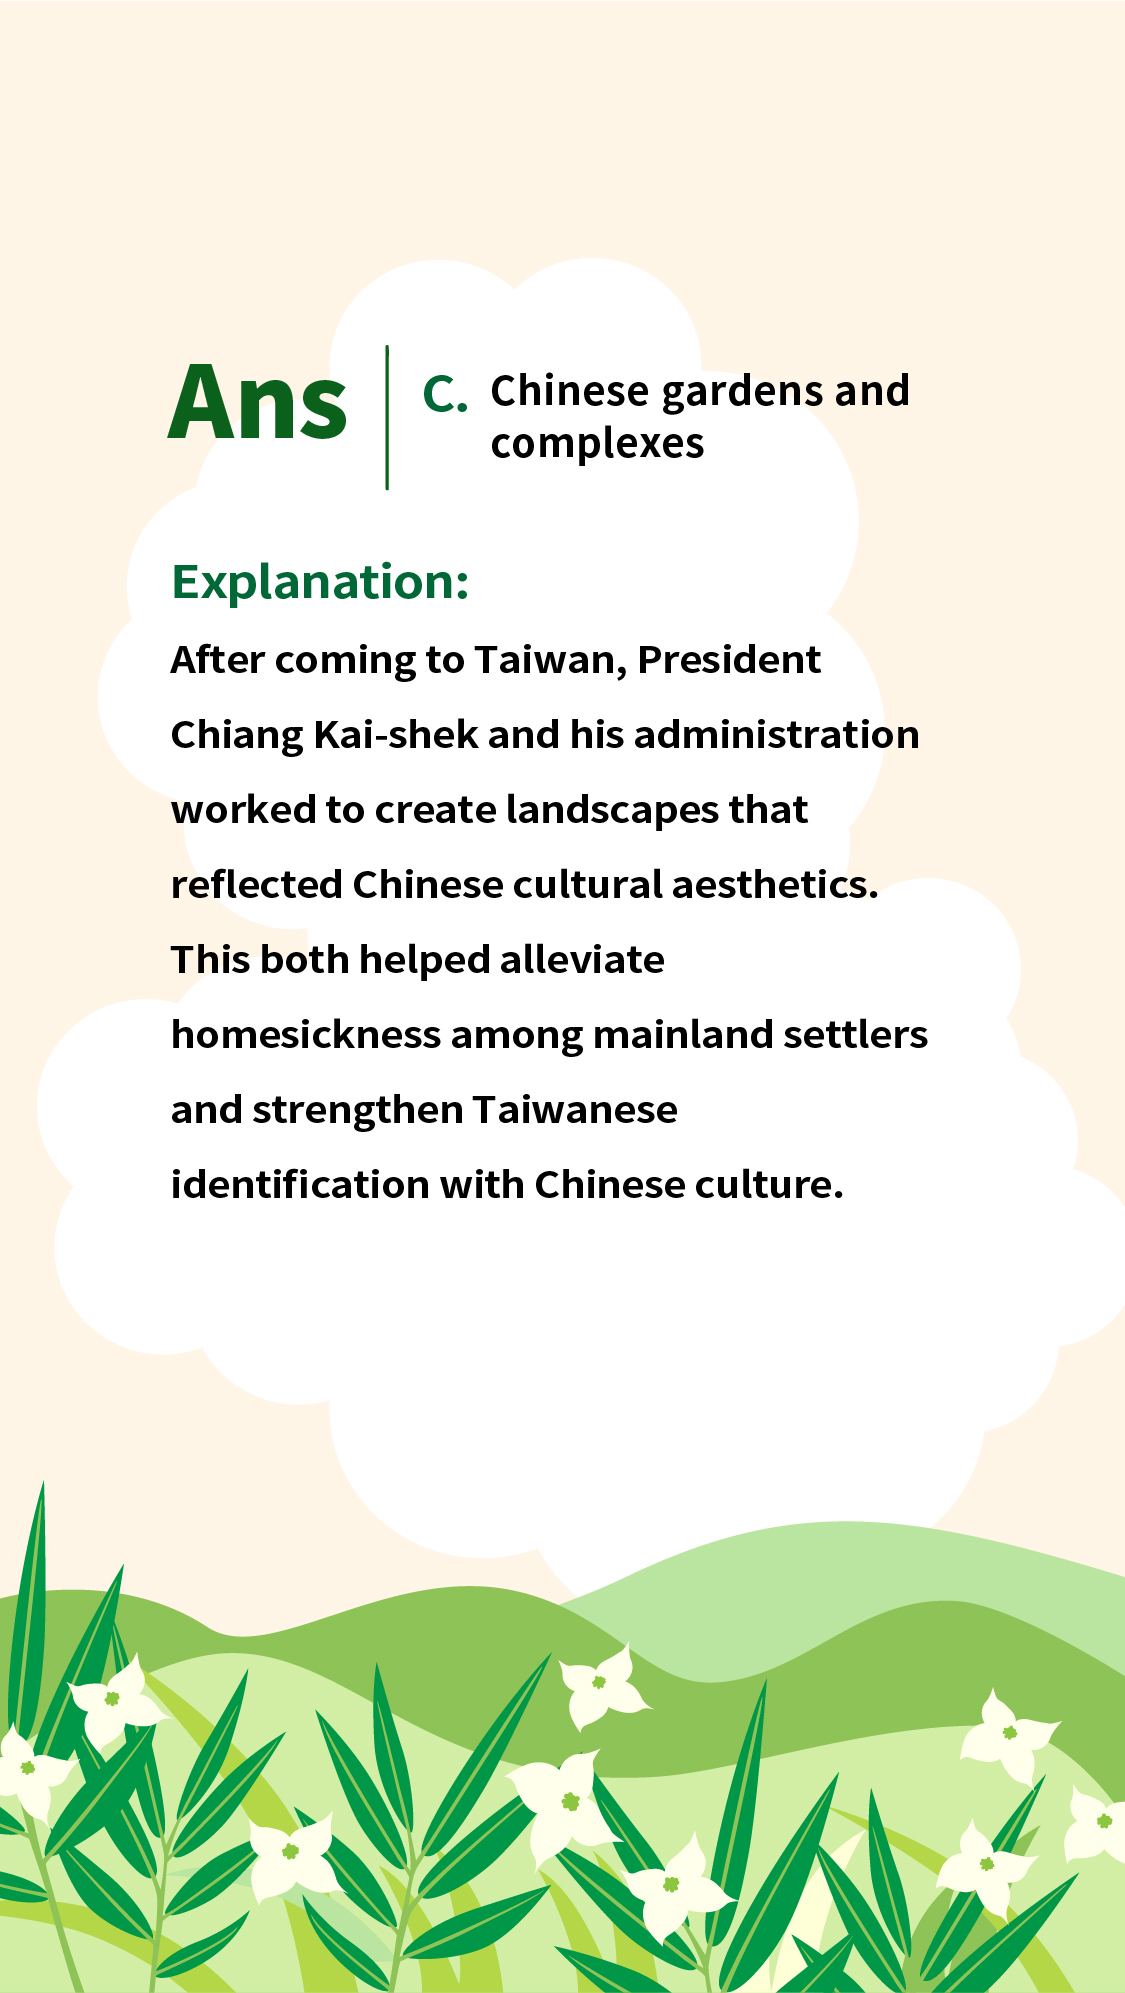 Ans
C. Chinese gardens and
complexes
Explanation:
After coming to Taiwan, President
Chiang Kai-shek and his administration
worked to create landscapes that
reflected Chinese cultural aesthetics.
This both helped alleviate
homesickness among mainland settlers
and strengthen Taiwanese
identification with Chinese culture.